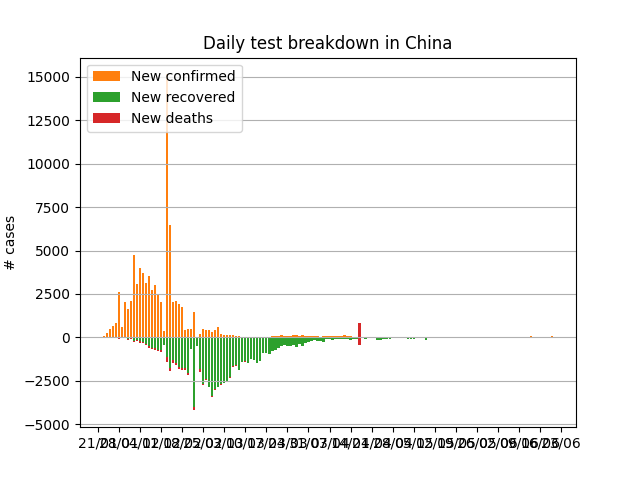 Daily test breakdown in China
New confirmed
New recovered
New deaths
15000
12500
10000
7500
5000
2500
0
−2500
−5000
# cases
21/01 28/01 04/02 11/02 18/02 25/02 03/03 10/03 17/03 24/03 31/03 07/04 14/04 21/04 28/04 05/05 12/05 19/05 26/05 02/06 09/06 16/06 23/06